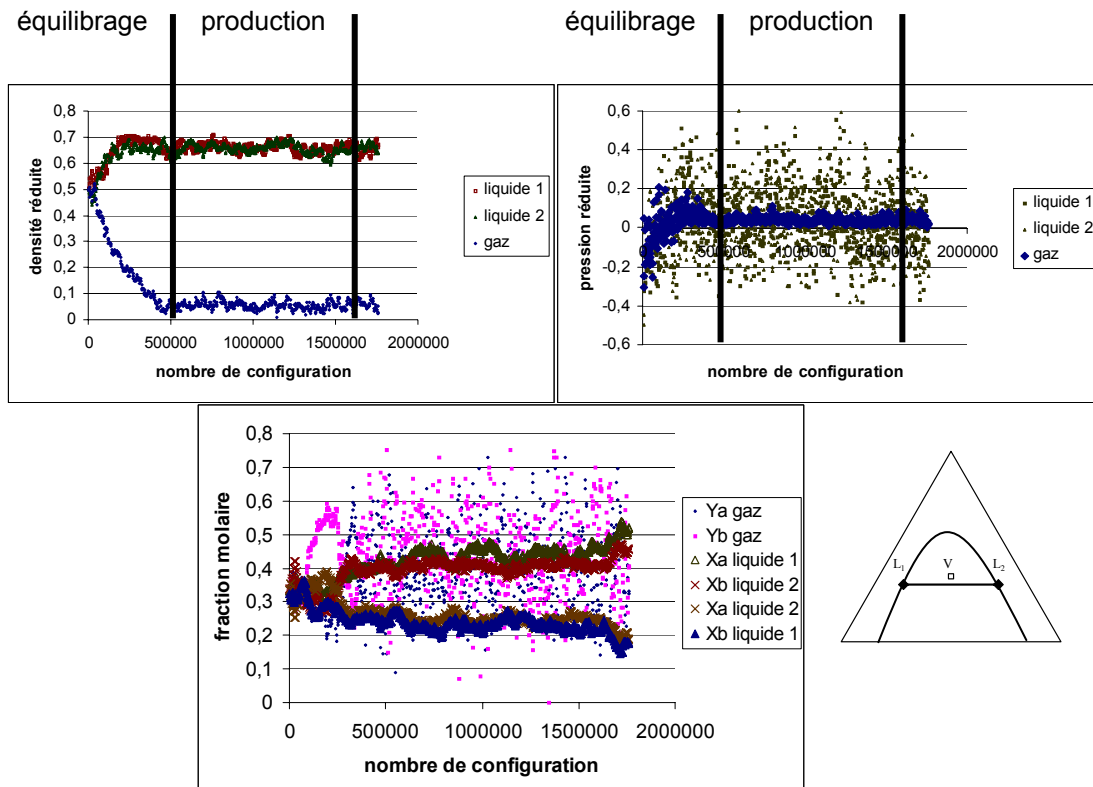 équilibrage production
densité réduite
0,8
0,7
0,6
0,5
0,4
0,3
0,2
0,1
0
0 500000 1000000 1500000 2000000
nombre de configuration
liquide 1
liquide 2
gaz
équilibrage production
pression réduite
0,6
0,4
0,2
0
-0,2
-0,4
-0,6
0 500000 1000000 1500000 2000000
nombre de configuration
liquide 1
liquide 2
gaz
fraction molaire
0,8
0,7
0,6
0,5
0,4
0,3
0,2
0,1
0
0 500000 1000000 1500000 2000000
nombre de configuration
Ya gaz
Yb gaz
Xa liquide 1
Xb liquide 2
Xa liquide 2
Xb liquide 1
L₁ V L₂